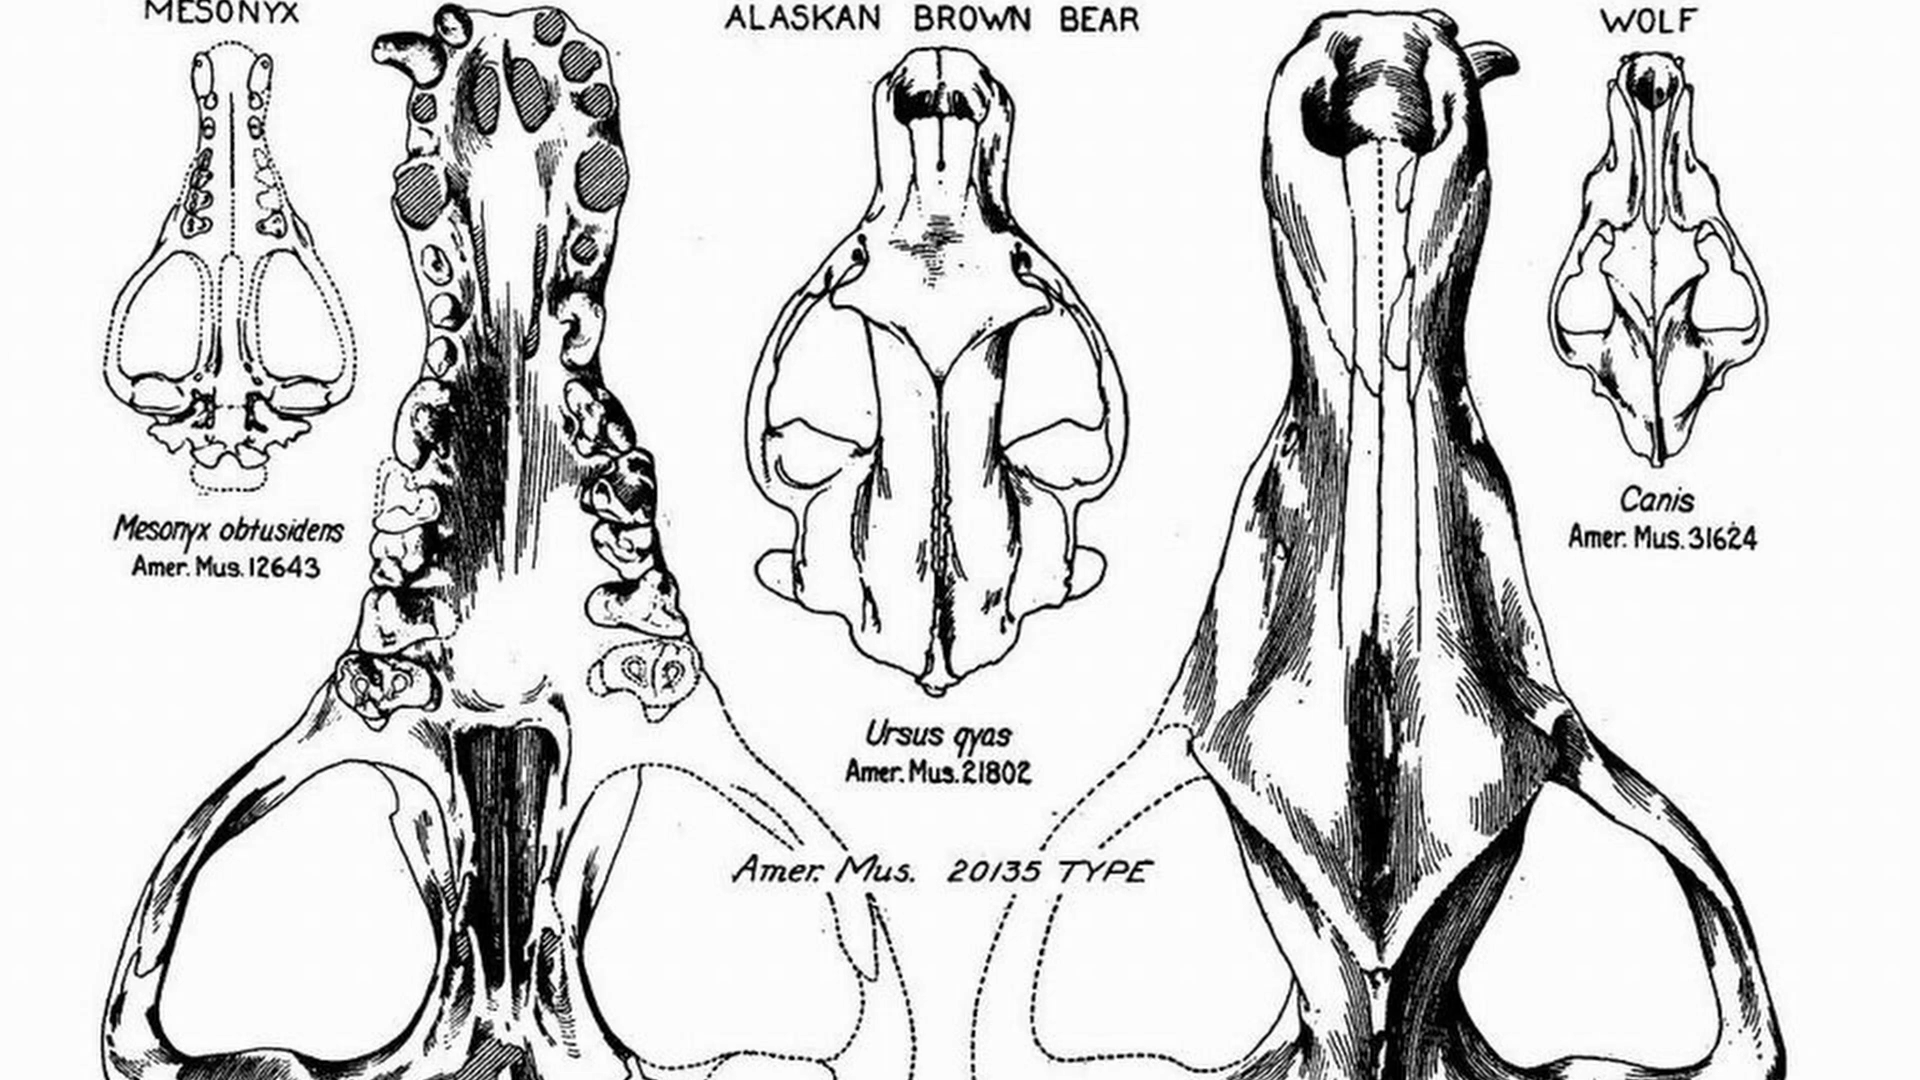 MESONYX
ALASKAN BROWN BEAR
WOLF
Mesonyx obtusidens
Amer. Mus. 12643
Canis
Amer. Mus. 31624
Ursus gyas
Amer. Mus. 21802
Amer. Mus. 20135 TYPE